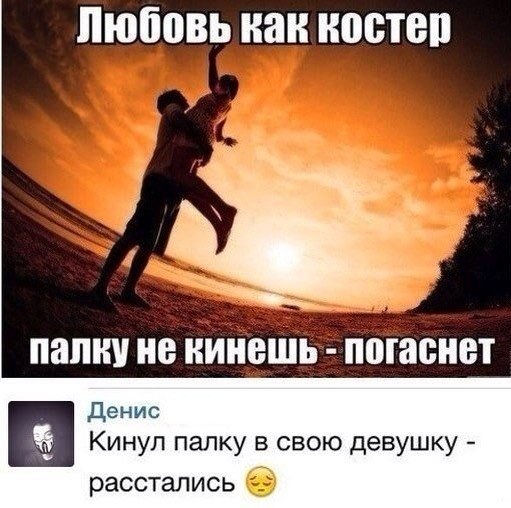 Любовь как костер
палку не кинешь - погаснет
Денис
Кинул палку в свою девушку -
расстались 😔